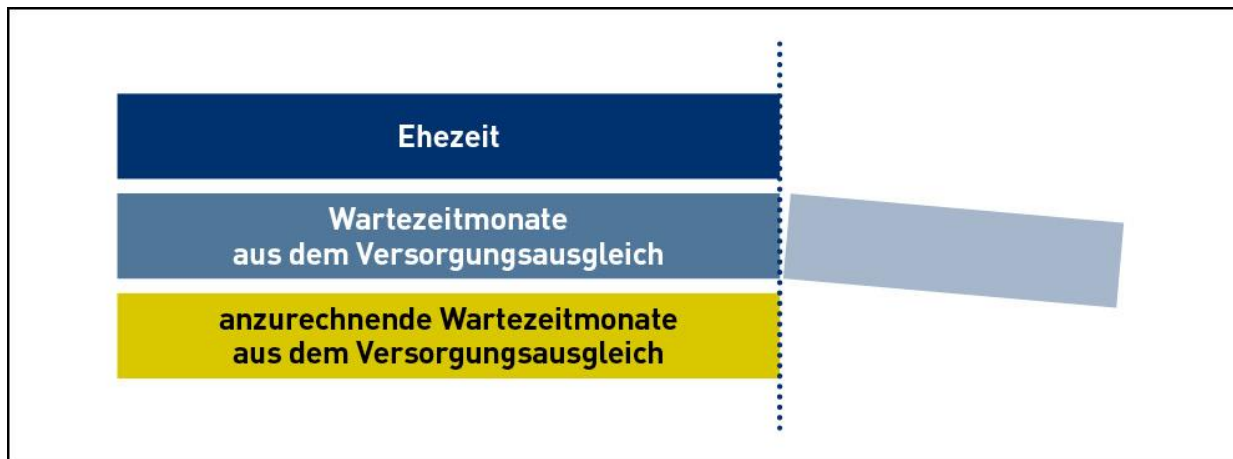 Ehezeit
Wartezeitmonate
aus dem Versorgungsausgleich
anzurechnende Wartezeitmonate
aus dem Versorgungsausgleich